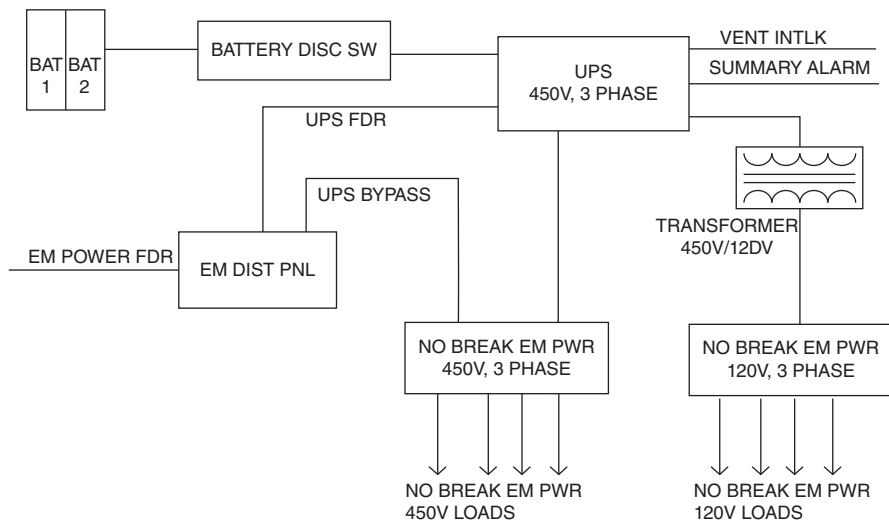 BAT
1
BAT
2
BATTERY DISC SW
UPS
450V, 3 PHASE
VENT INTLK
SUMMARY ALARM
UPS FDR
UPS BYPASS
TRANSFORMER
450V/12DV
EM POWER FDR
EM DIST PNL
NO BREAK EM PWR
450V, 3 PHASE
NO BREAK EM PWR
120V, 3 PHASE
NO BREAK EM PWR
450V LOADS
NO BREAK EM PWR
120V LOADS